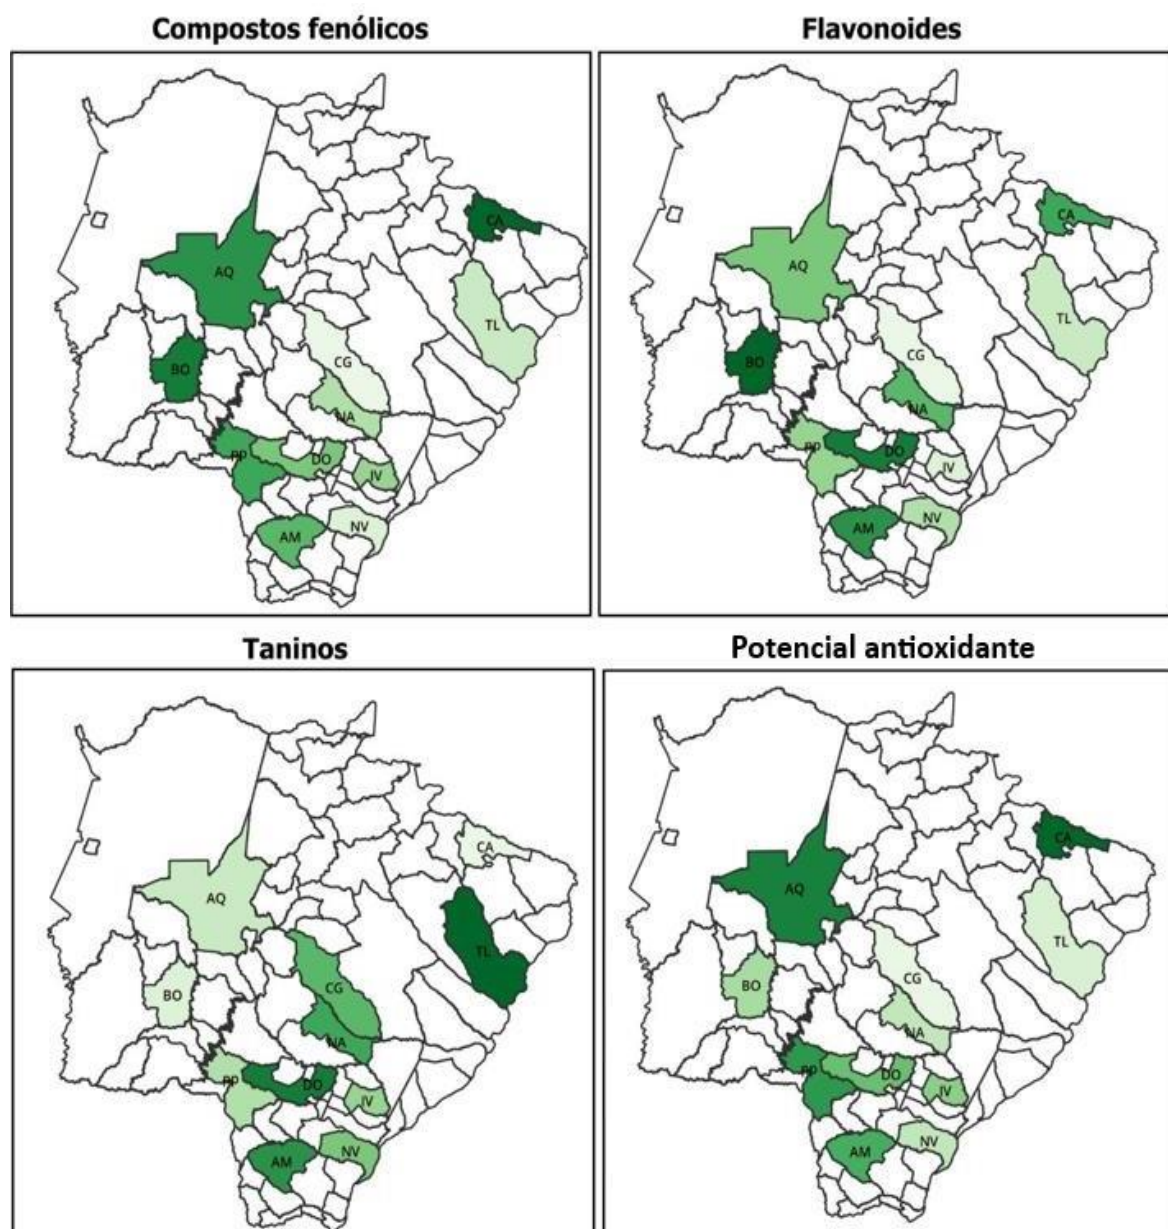 Compostos fenólicos
Flavonoides
CA
AQ
TL
BO
CG
NA
PP
DO
IV
AM
NV
CA
AQ
TL
BO
CG
NA
PP
DO
IV
AM
NV
Taninos
Potencial antioxidante
CA
AQ
TL
BO
CG
NA
PP
DO
IV
AM
NV
CA
AQ
TL
BO
CG
NA
PP
DO
IV
AM
NV